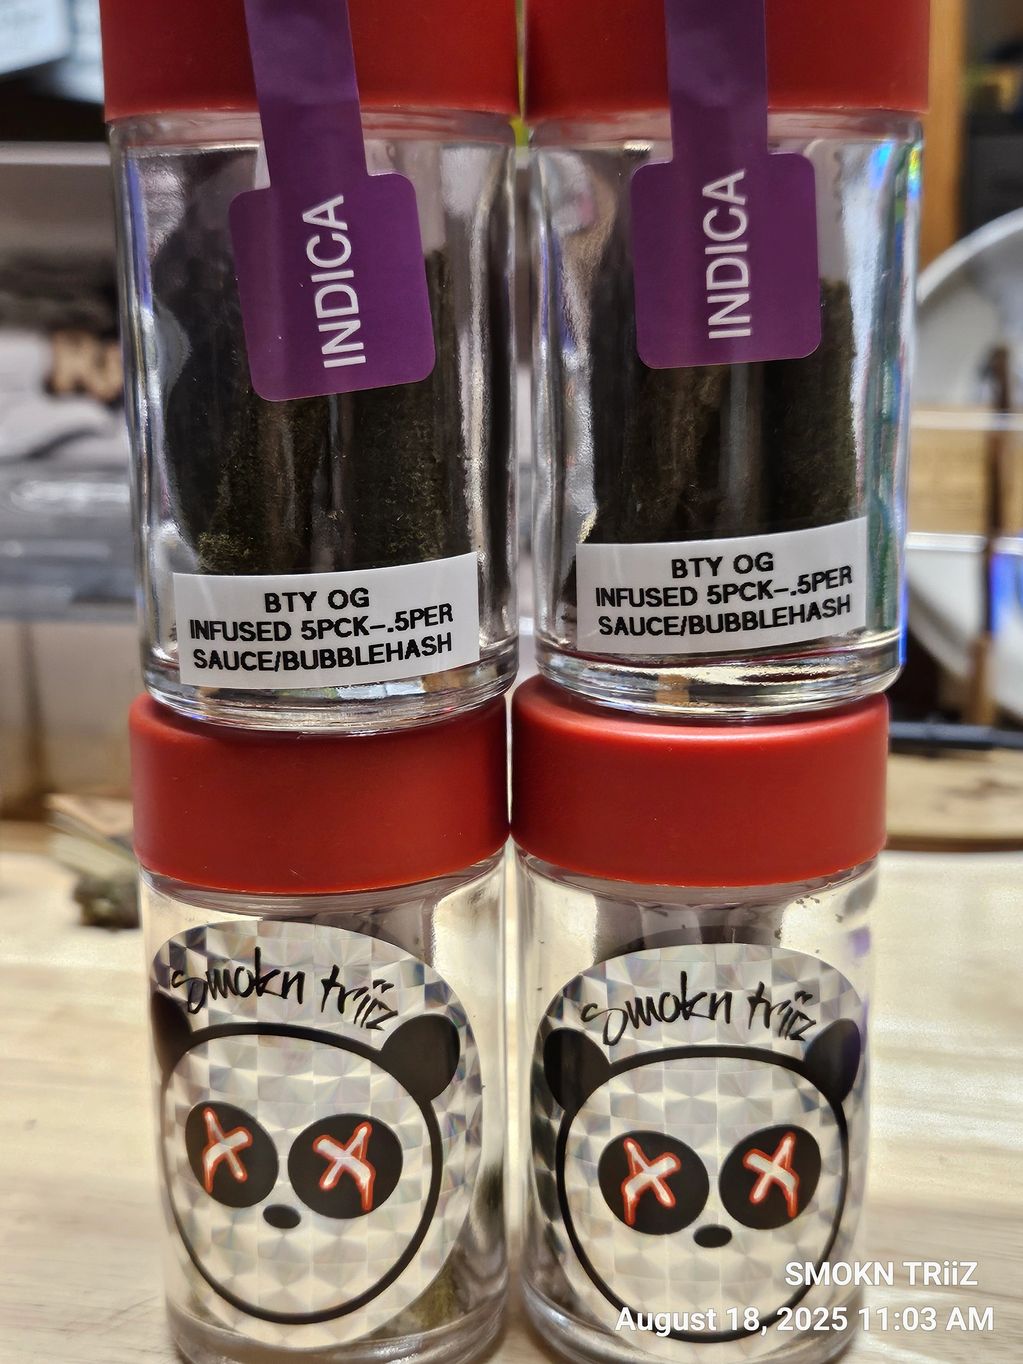 INDICA
INDICA
BTY OG
INFUSED 5PCK-.5PER
SAUCE/BUBBLEHASH
BTY OG
INFUSED 5PCK-.5PER
SAUCE/BUBBLEHASH
smokn triiz
smokn triiz
SMOKN TRiiZ
August 18, 2025 11:03 AM